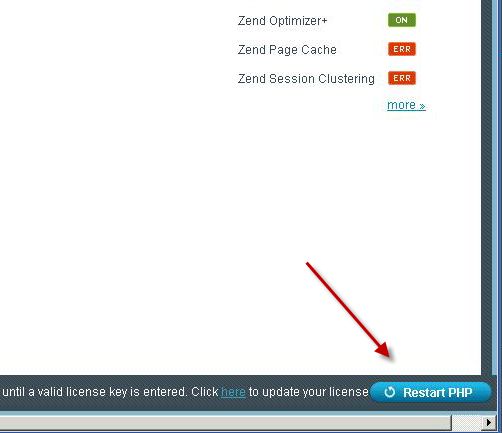 Zend Optimizer+ ON
Zend Page Cache ERR
Zend Session Clustering ERR
more »
until a valid license key is entered. Click here to update your license Restart PHP